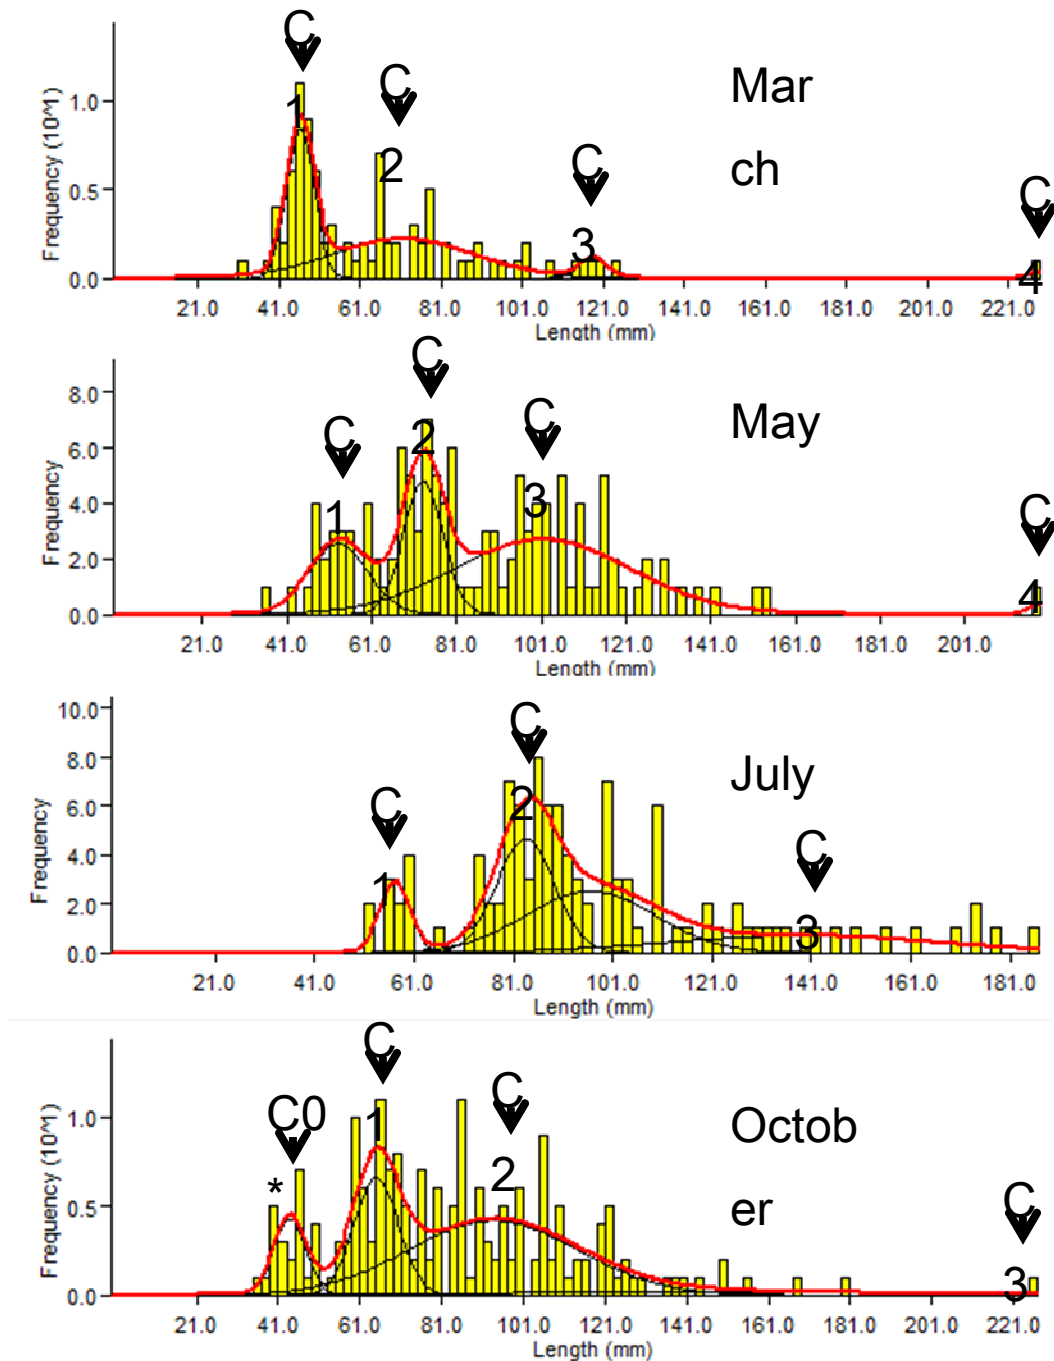 C
C
1
Mar
1.0
Frequency (10^1)
C
2
ch
0.5
C
3
4
0.0
21.0 41.0 61.0 81.0 101.0 121.0 141.0 161.0 181.0 201.0 221.0
Length (mm)
C
8.0
C
C
May
2
6.0
Frequency
3
4.0
1
C
2.0
4
0.0
21.0 41.0 61.0 81.0 101.0 121.0 141.0 161.0 181.0 201.0
Length (mm)
10.0
C
July
8.0
C
2
6.0
Frequency
4.0
C
1
2.0
3
0.0
21.0 41.0 61.0 81.0 101.0 121.0 141.0 161.0 181.0
Length (mm)
C
C
C0
1
Octob
1.0
Frequency (10^1)
*
2
er
0.5
C
3
0.0
21.0 41.0 61.0 81.0 101.0 121.0 141.0 161.0 181.0 201.0 221.0
Length (mm)